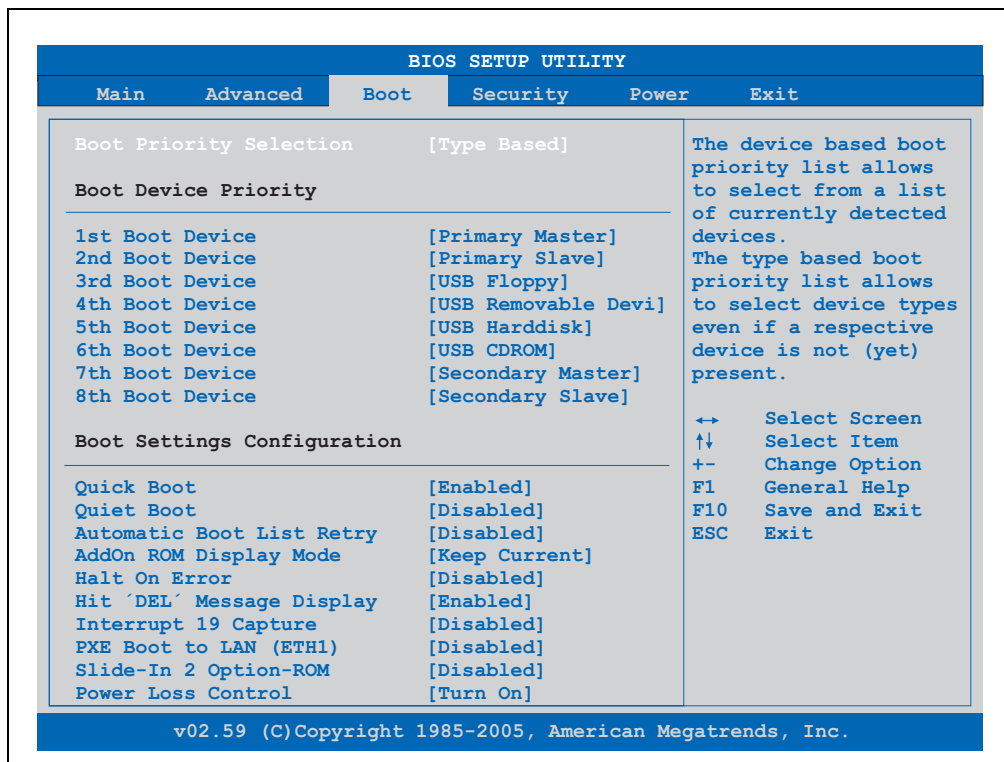 BIOS SETUP UTILITY
Main Advanced Boot Security Power Exit
Boot Priority Selection [Type Based]
Boot Device Priority
1st Boot Device [Primary Master]
2nd Boot Device [Primary Slave]
3rd Boot Device [USB Floppy]
4th Boot Device [USB Removable Devi]
5th Boot Device [USB Harddisk]
6th Boot Device [USB CDROM]
7th Boot Device [Secondary Master]
8th Boot Device [Secondary Slave]
Boot Settings Configuration
Quick Boot [Enabled]
Quiet Boot [Disabled]
Automatic Boot List Retry [Disabled]
AddOn ROM Display Mode [Keep Current]
Halt On Error [Disabled]
Hit ´DEL´ Message Display [Enabled]
Interrupt 19 Capture [Disabled]
PXE Boot to LAN (ETH1) [Disabled]
Slide-In 2 Option-ROM [Disabled]
Power Loss Control [Turn On]
The device based boot
priority list allows
to select from a list
of currently detected
devices.
The type based boot
priority list allows
to select device types
even if a respective
device is not (yet)
present.
↔ Select Screen
↑↓ Select Item
+- Change Option
F1 General Help
F10 Save and Exit
ESC Exit
v02.59 (C)Copyright 1985-2005, American Megatrends, Inc.